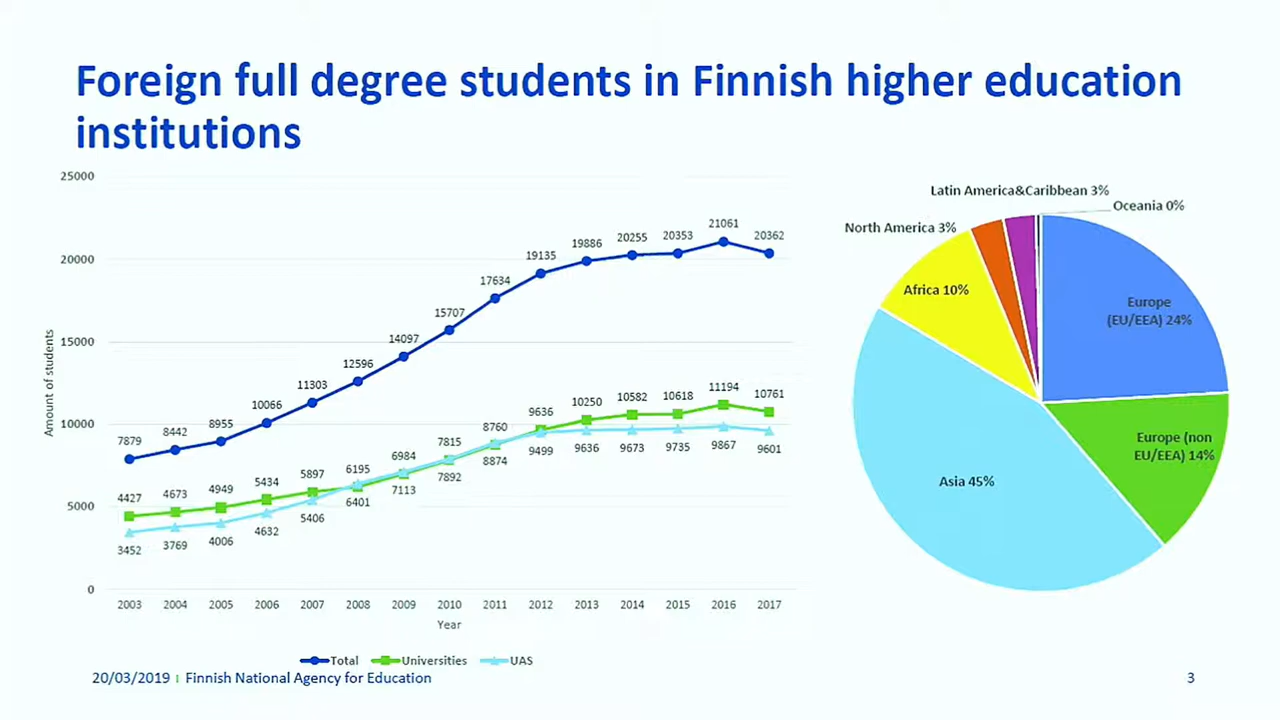 Foreign full degree students in Finnish higher education
institutions
25000
20000
15000
10000
5000
0
Amount of students
7879 8442 8955 10066 11303 12596 14097 15707 17634 19135 19886 20255 20353 21061 20362
4427 4673 4949 5434 5897 6195 6984 7815 8760 9636 10250 10582 10618 11194 10761
3452 3769 4006 4632 5406 6401 7113 7892 8874 9499 9636 9673 9735 9867 9601
2003 2004 2005 2006 2007 2008 2009 2010 2011 2012 2013 2014 2015 2016 2017
Year
Total Universities UAS
Latin America&Caribbean 3%
Oceania 0%
North America 3%
Africa 10%
Europe
(EU/EEA) 24%
Europe (non
EU/EEA) 14%
Asia 45%
20/03/2019 Finnish National Agency for Education
3